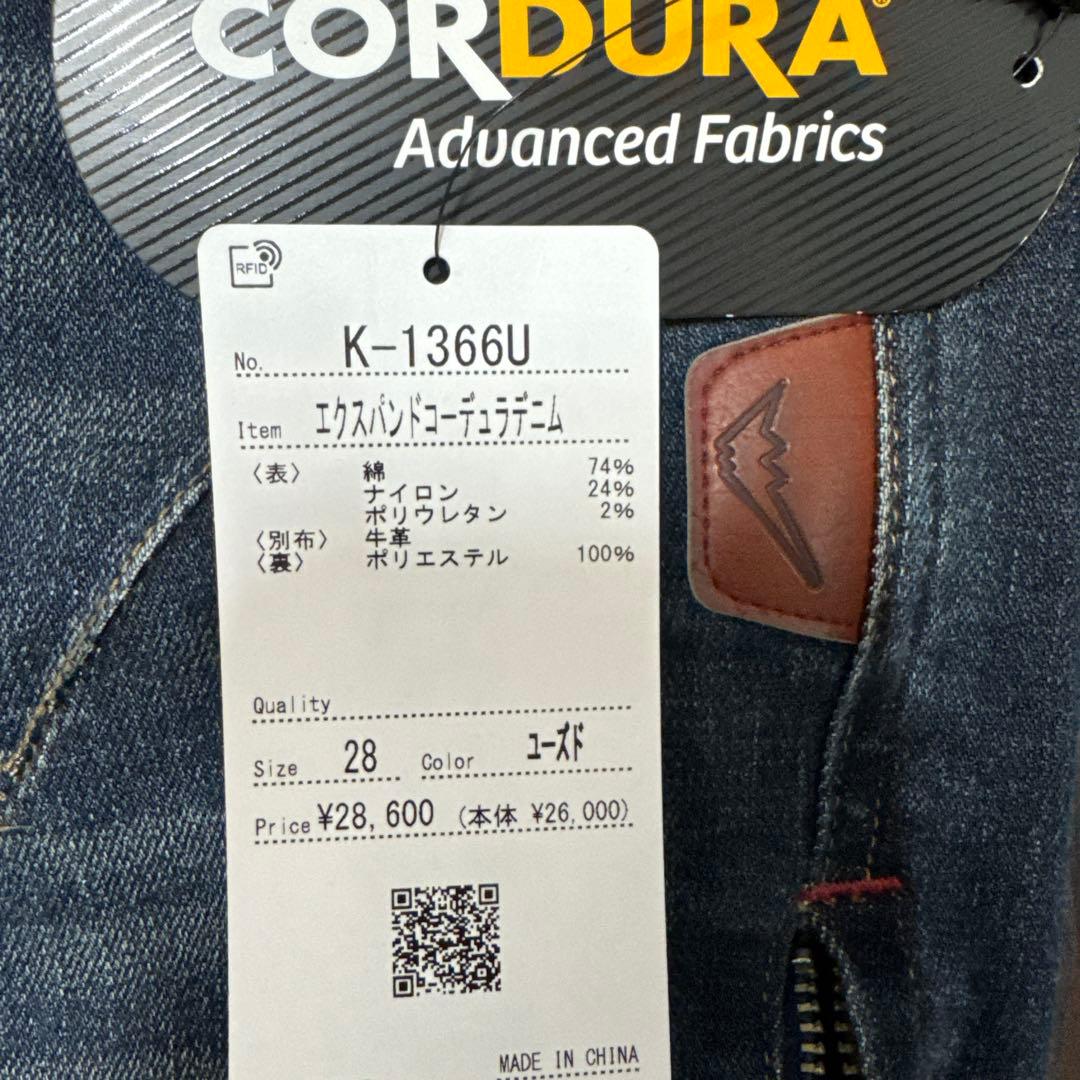 CORDURA®
Advanced Fabrics
RFID
No. K-1366U
Item エクスパンドコーデュラデニム
〈表〉 綿 74%
ナイロン 24%
ポリウレタン 2%
〈別布〉 牛革
〈裏〉 ポリエステル 100%
Quality
Size 28 Color ユーズド
Price ¥28,600 (本体 ¥26,000)
MADE IN CHINA